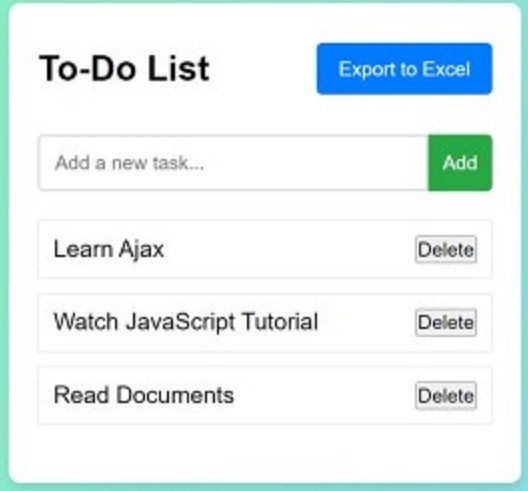 To-Do List
Export to Excel
Add a new task...
Add
Learn Ajax
Delete
Watch JavaScript Tutorial
Delete
Read Documents
Delete